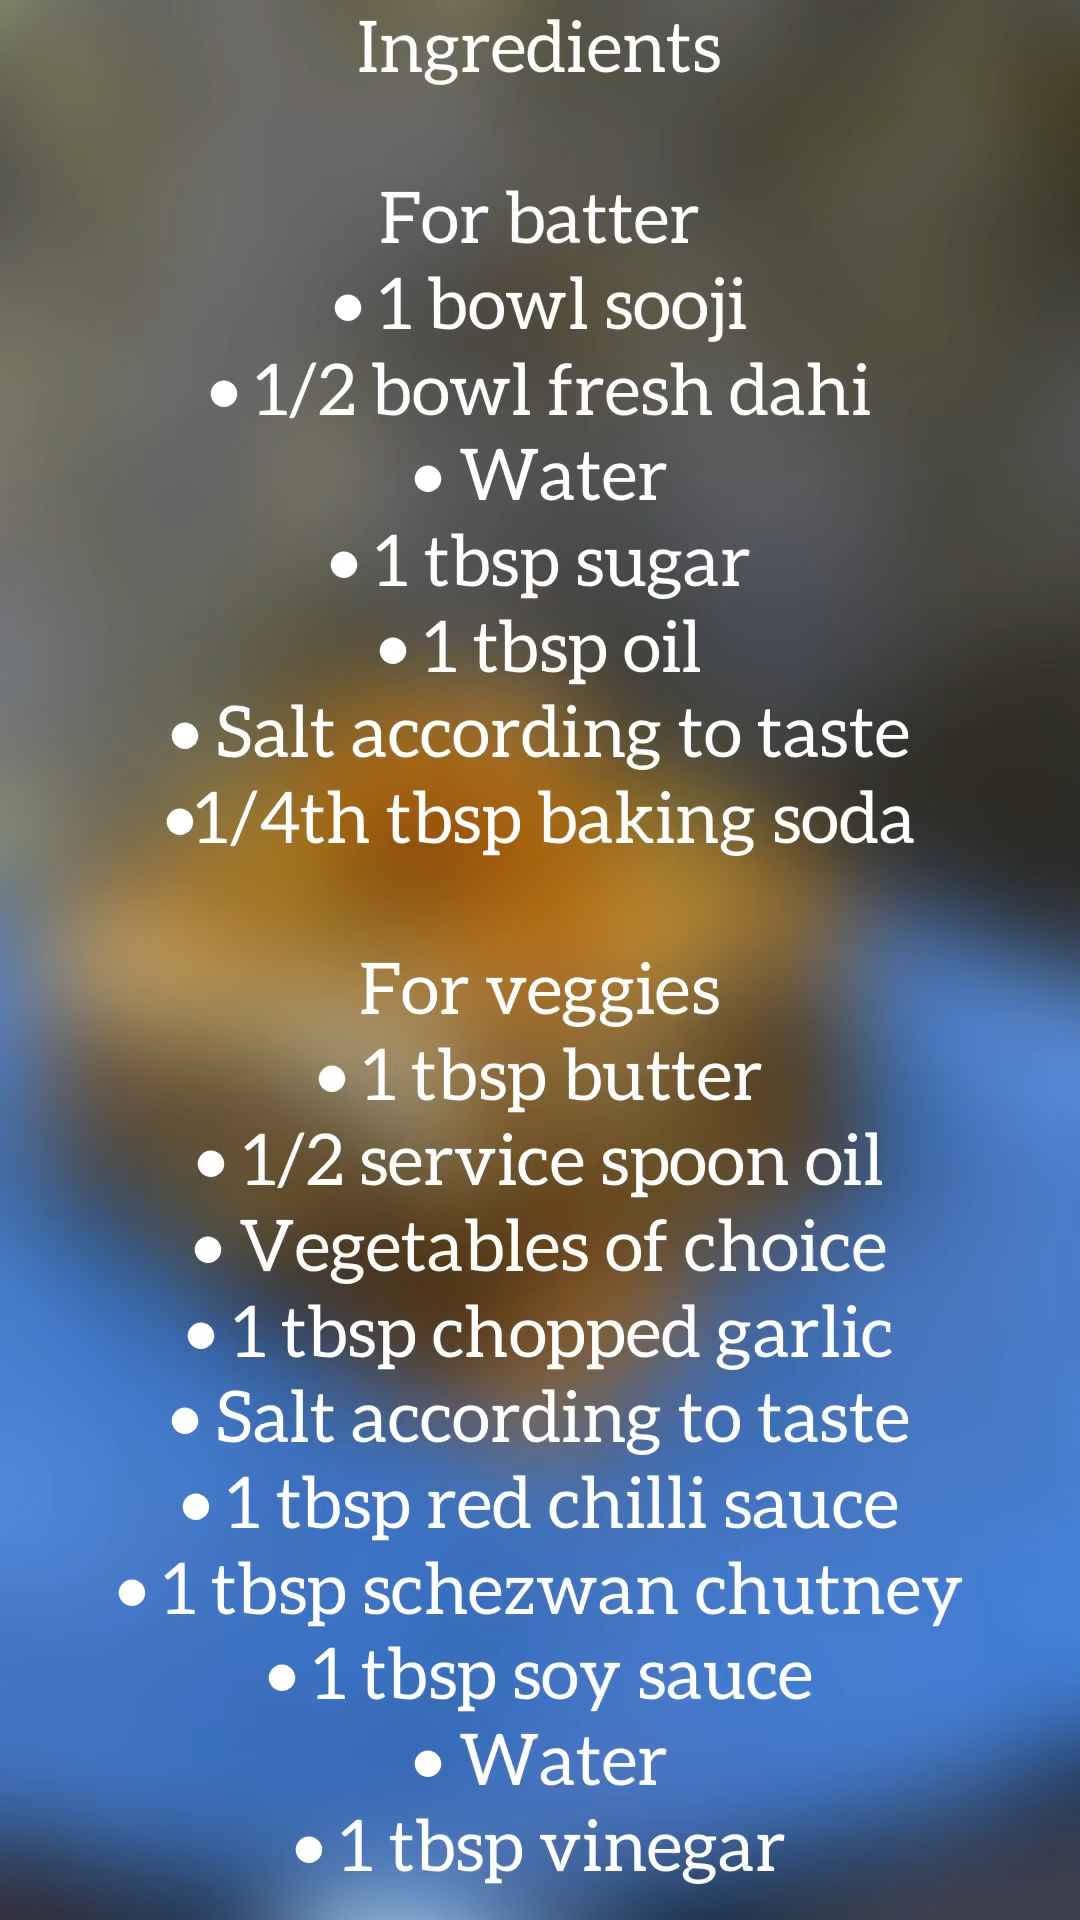 Ingredients
For batter
• 1 bowl sooji
• 1/2 bowl fresh dahi
• Water
• 1 tbsp sugar
• 1 tbsp oil
• Salt according to taste
•1/4th tbsp baking soda
For veggies
• 1 tbsp butter
• 1/2 service spoon oil
• Vegetables of choice
• 1 tbsp chopped garlic
• Salt according to taste
• 1 tbsp red chilli sauce
• 1 tbsp schezwan chutney
• 1 tbsp soy sauce
• Water
• 1 tbsp vinegar